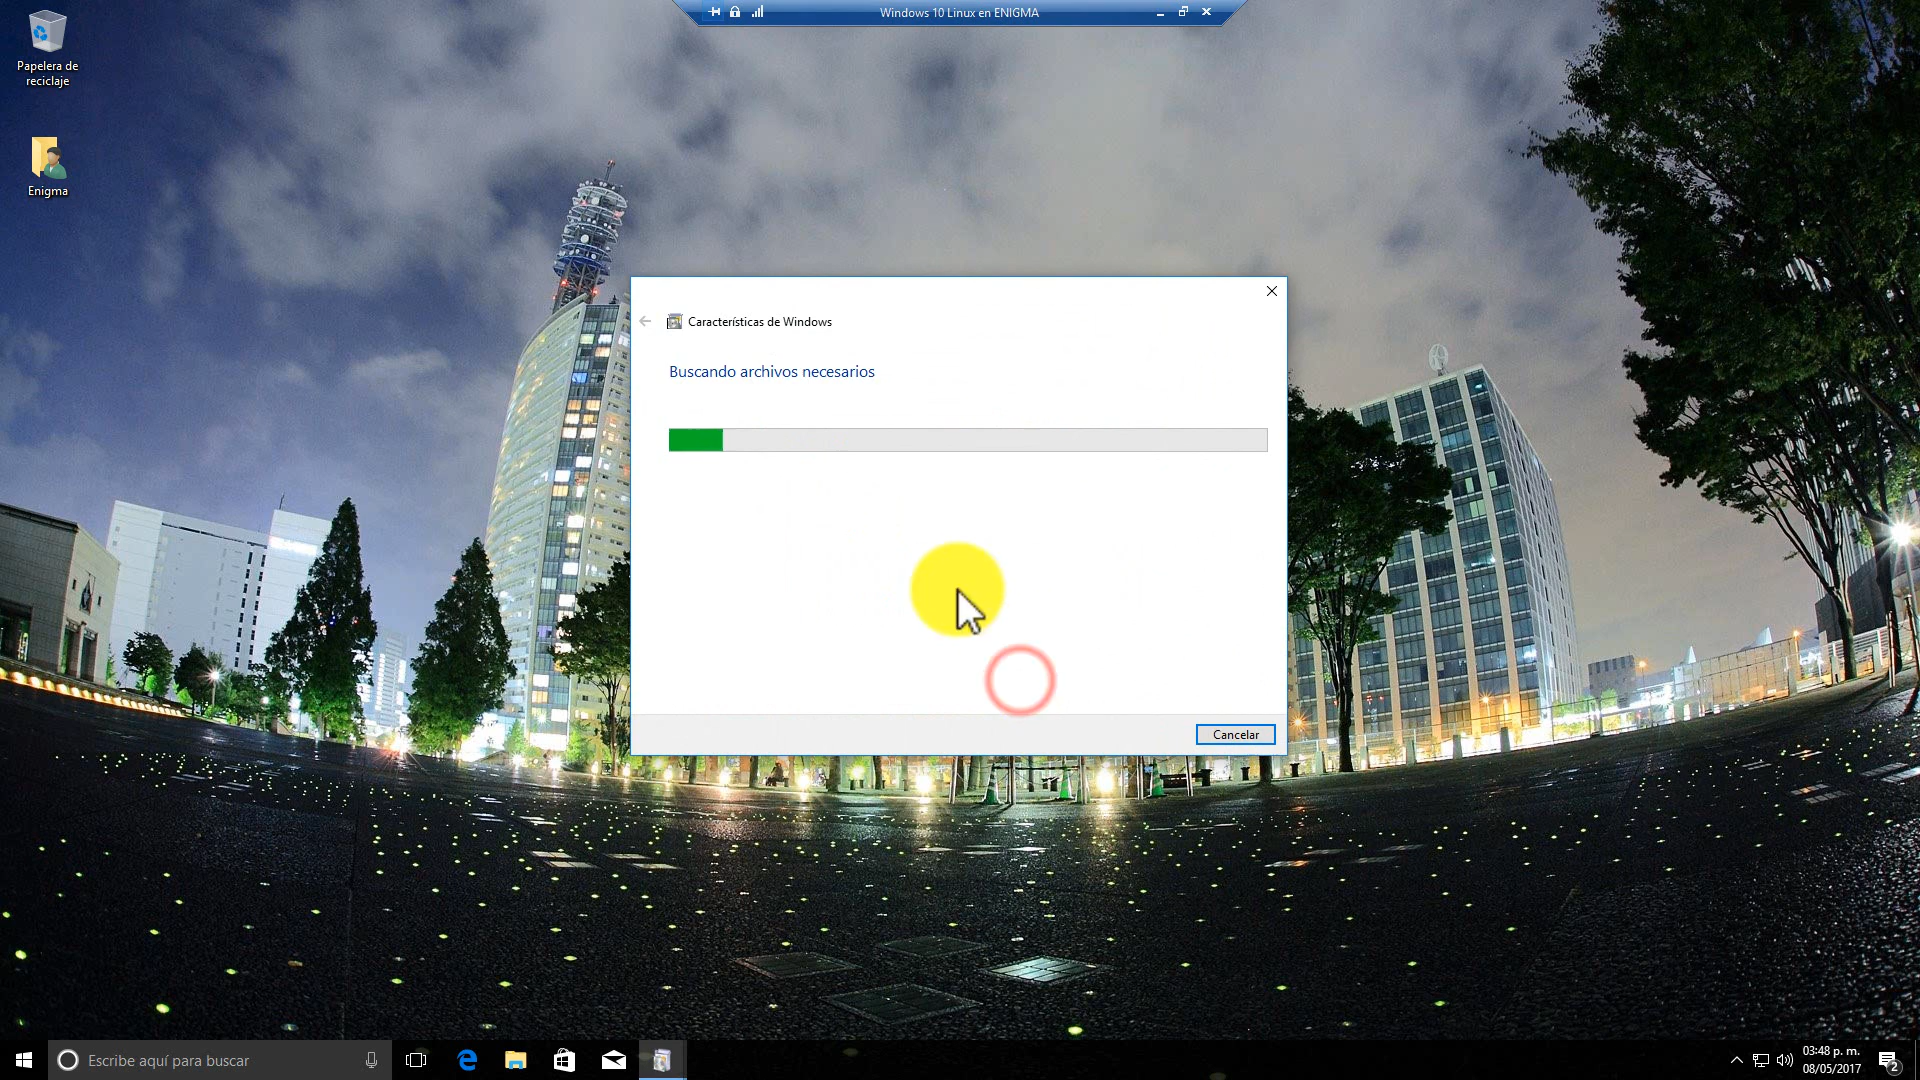 Windows 10 Linux en ENIGMA
Papelera de
reciclaje
Enigma
Características de Windows
Buscando archivos necesarios
Cancelar
Escribe aquí para buscar
03:48 p. m.
08/05/2017
2